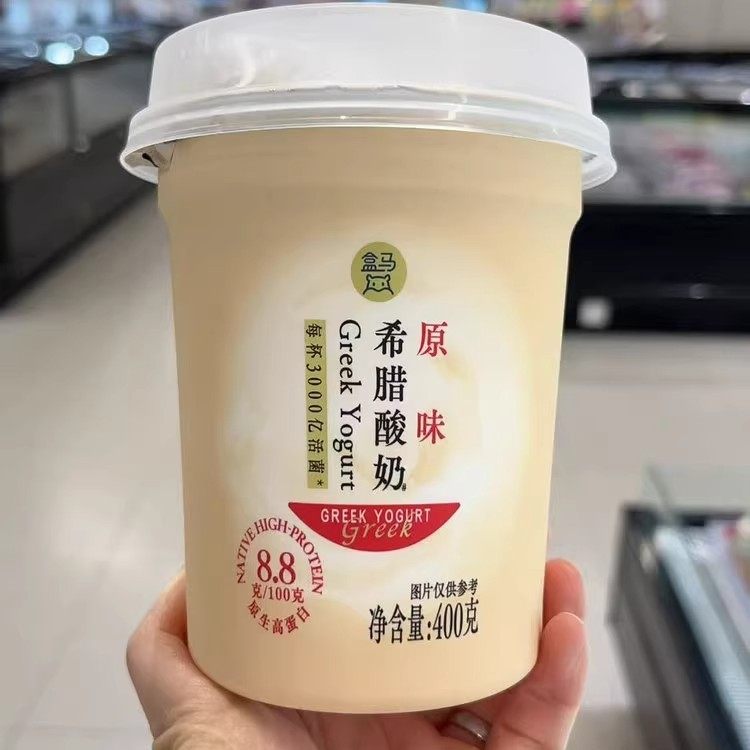 盒马
原味
希腊酸奶
Greek Yogurt
每杯3000亿活菌*
GREEK YOGURT
Greek
NATIVE HIGH-PROTEIN
8.8
克/100克
原生高蛋白
图片仅供参考
净含量:400克